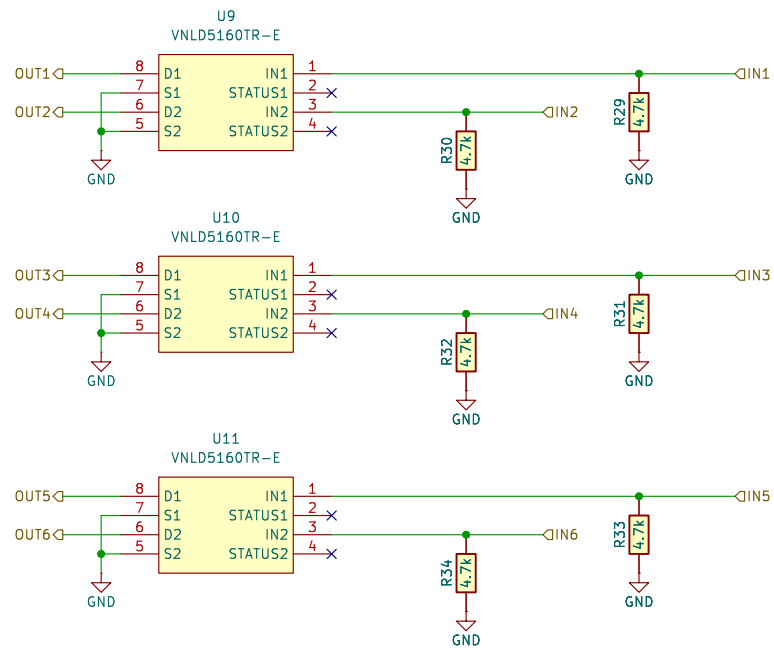 U9
VNLD5160TR-E
OUT1 8 D1 IN1 1 IN1
7 S1 STATUS1 2
OUT2 6 D2 IN2 3 IN2
5 S2 STATUS2 4
R29 4.7k
R30 4.7k
GND
GND
GND
U10
VNLD5160TR-E
OUT3 8 D1 IN1 1 IN3
7 S1 STATUS1 2
OUT4 6 D2 IN2 3 IN4
5 S2 STATUS2 4
R31 4.7k
R32 4.7k
GND
GND
GND
U11
VNLD5160TR-E
OUT5 8 D1 IN1 1 IN5
7 S1 STATUS1 2
OUT6 6 D2 IN2 3 IN6
5 S2 STATUS2 4
R33 4.7k
R34 4.7k
GND
GND
GND